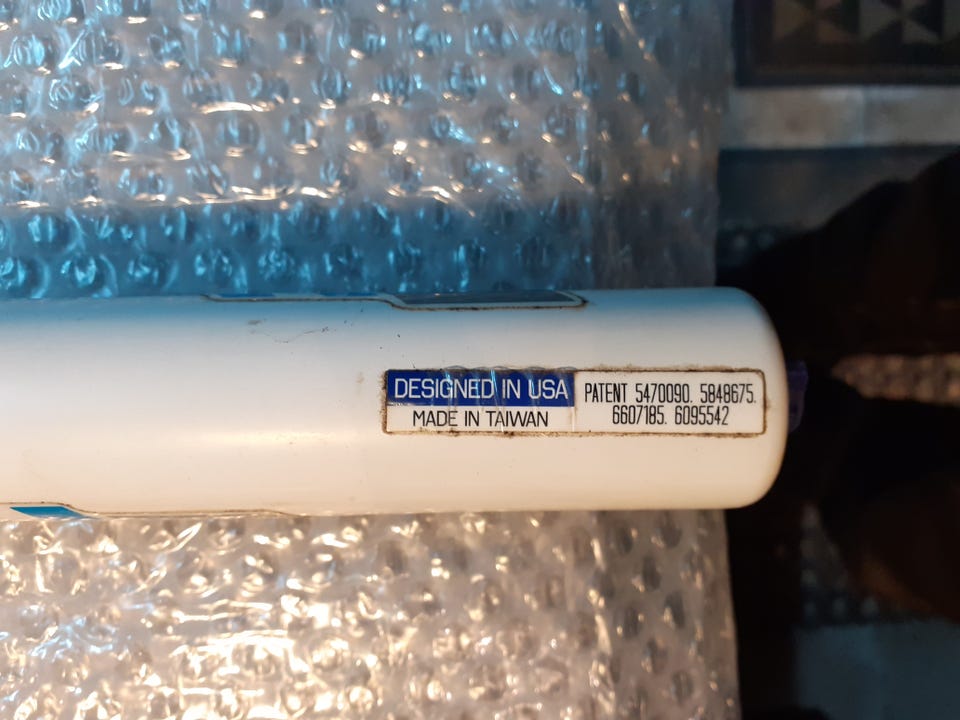 DESIGNED IN USA
MADE IN TAIWAN
PATENT 5470090. 5848675.
6607185. 6095542